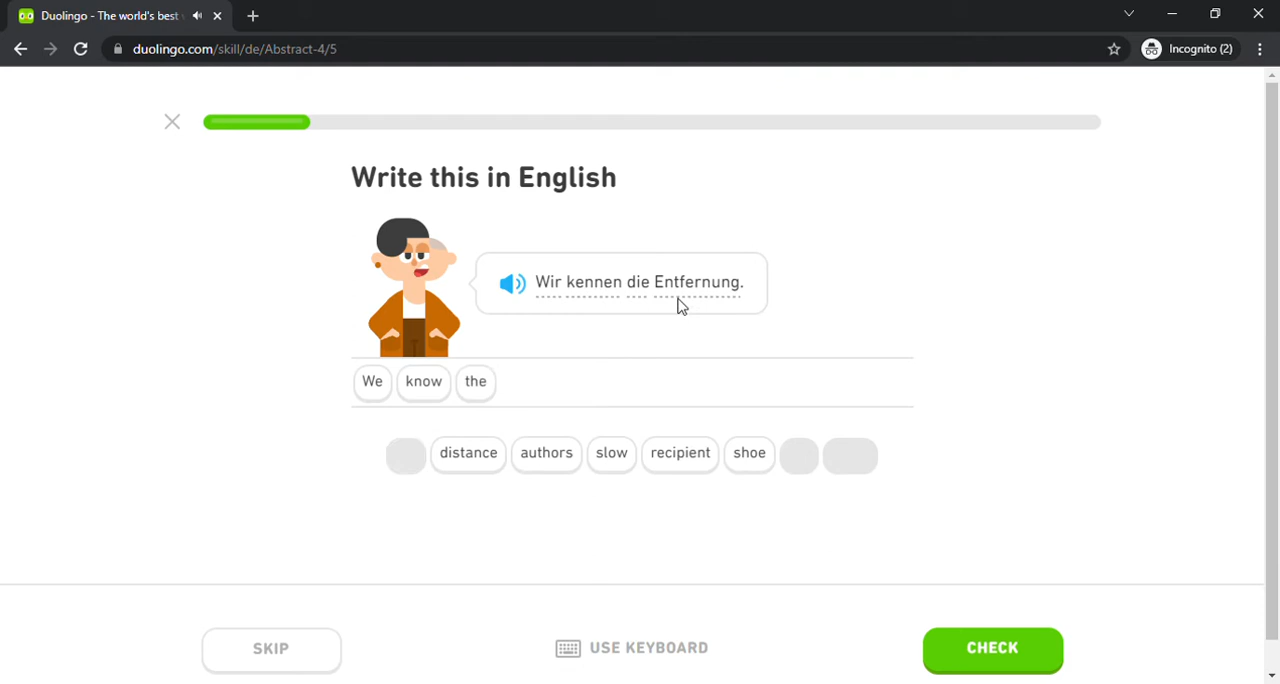 Duolingo - The world's best
duolingo.com/skill/de/Abstract-4/5
Incognito (2)
Write this in English
Wir kennen die Entfernung.
We know the
distance authors slow recipient shoe
SKIP
USE KEYBOARD
CHECK